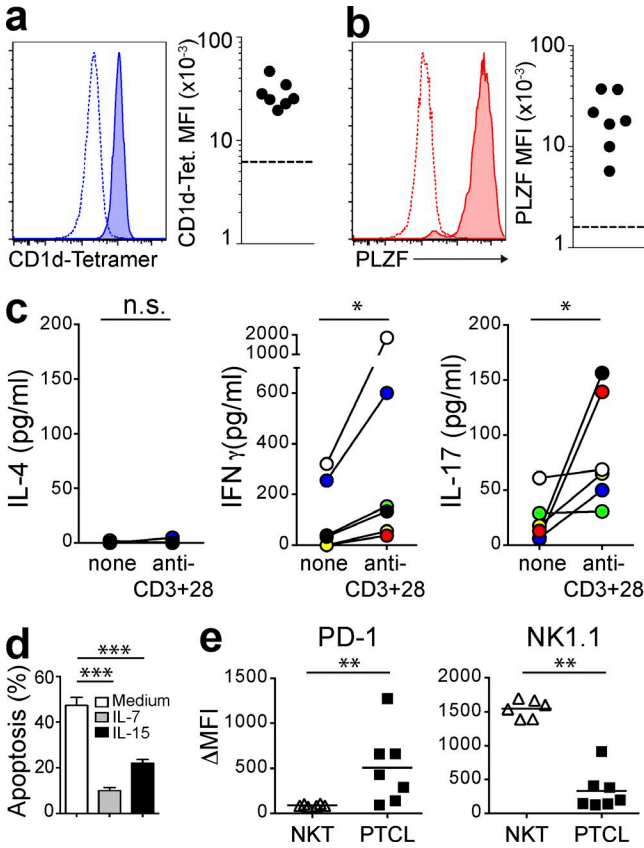 a
CD1d-Tetramer
CD1d-Tet. MFI (x10⁻³)
100
10
1
b
PLZF
PLZF MFI (x10⁻³)
100
10
1
c
n.s.
IL-4 (pg/ml)
200
150
100
50
0
none
anti-
CD3+28
*
IFNγ(pg/ml)
2000
1000
600
400
200
0
none
anti-
CD3+28
*
IL-17 (pg/ml)
200
150
100
50
0
none
anti-
CD3+28
d
***
***
Apoptosis (%)
60
40
20
0
Medium
IL-7
IL-15
e
PD-1
**
ΔMFI
1500
1000
500
0
NKT
PTCL
NK1.1
**
2000
1500
1000
500
0
NKT
PTCL